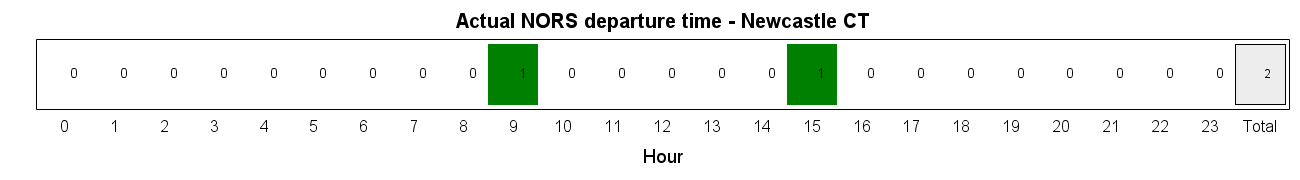 Actual NORS departure time - Newcastle CT
0 0 0 0 0 0 0 0 0 1 0 0 0 0 0 1 0 0 0 0 0 0 0 0 2
0 1 2 3 4 5 6 7 8 9 10 11 12 13 14 15 16 17 18 19 20 21 22 23 Total
Hour